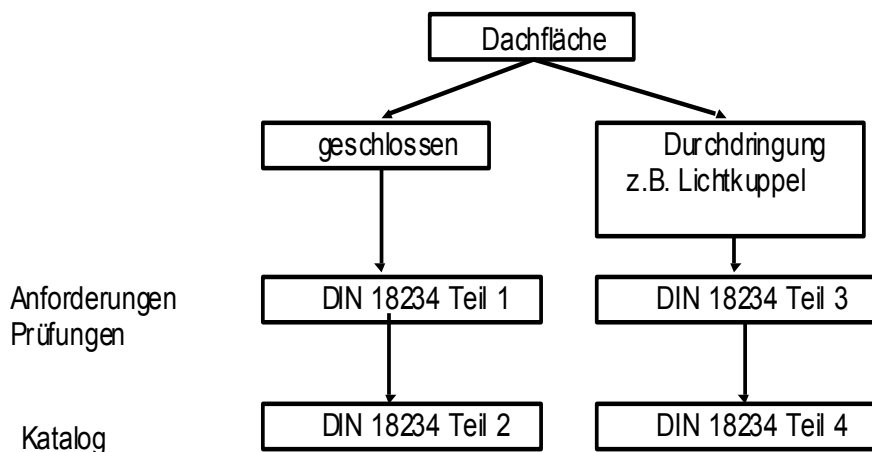 Dachfläche
geschlossen
Durchdringung
z.B. Lichtkuppel
Anforderungen
Prüfungen
DIN 18234 Teil 1
DIN 18234 Teil 3
Katalog
DIN 18234 Teil 2
DIN 18234 Teil 4